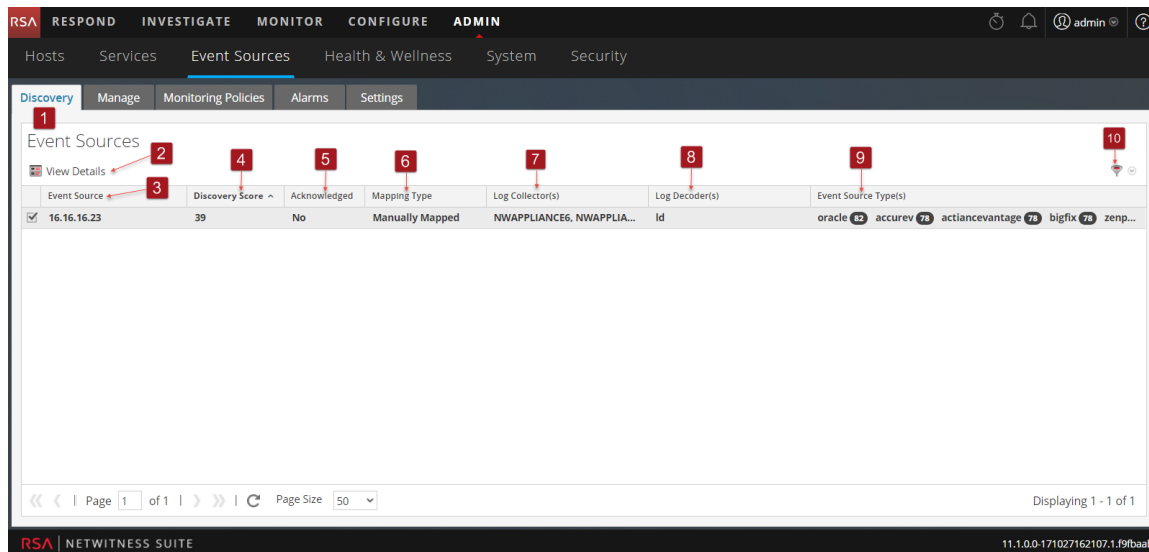 RSA RESPOND INVESTIGATE MONITOR CONFIGURE ADMIN admin ?
Hosts Services Event Sources Health & Wellness System Security
Discovery Manage Monitoring Policies Alarms Settings
1
Event Sources
10
2
View Details
4 5 6 7 8 9
3
Event Source Discovery Score Acknowledged Mapping Type Log Collector(s) Log Decoder(s) Event Source Type(s)
16.16.16.23 39 No Manually Mapped NWAPPLIANCE6, NWAPPLIA... ld oracle 82 accurev 78 actiancevantage 78 bigfix 78 zenp...
Page 1 of 1 Page Size 50 Displaying 1 - 1 of 1
RSA NETWITNESS SUITE 11.1.0.0-171027162107.1.f9fbaal